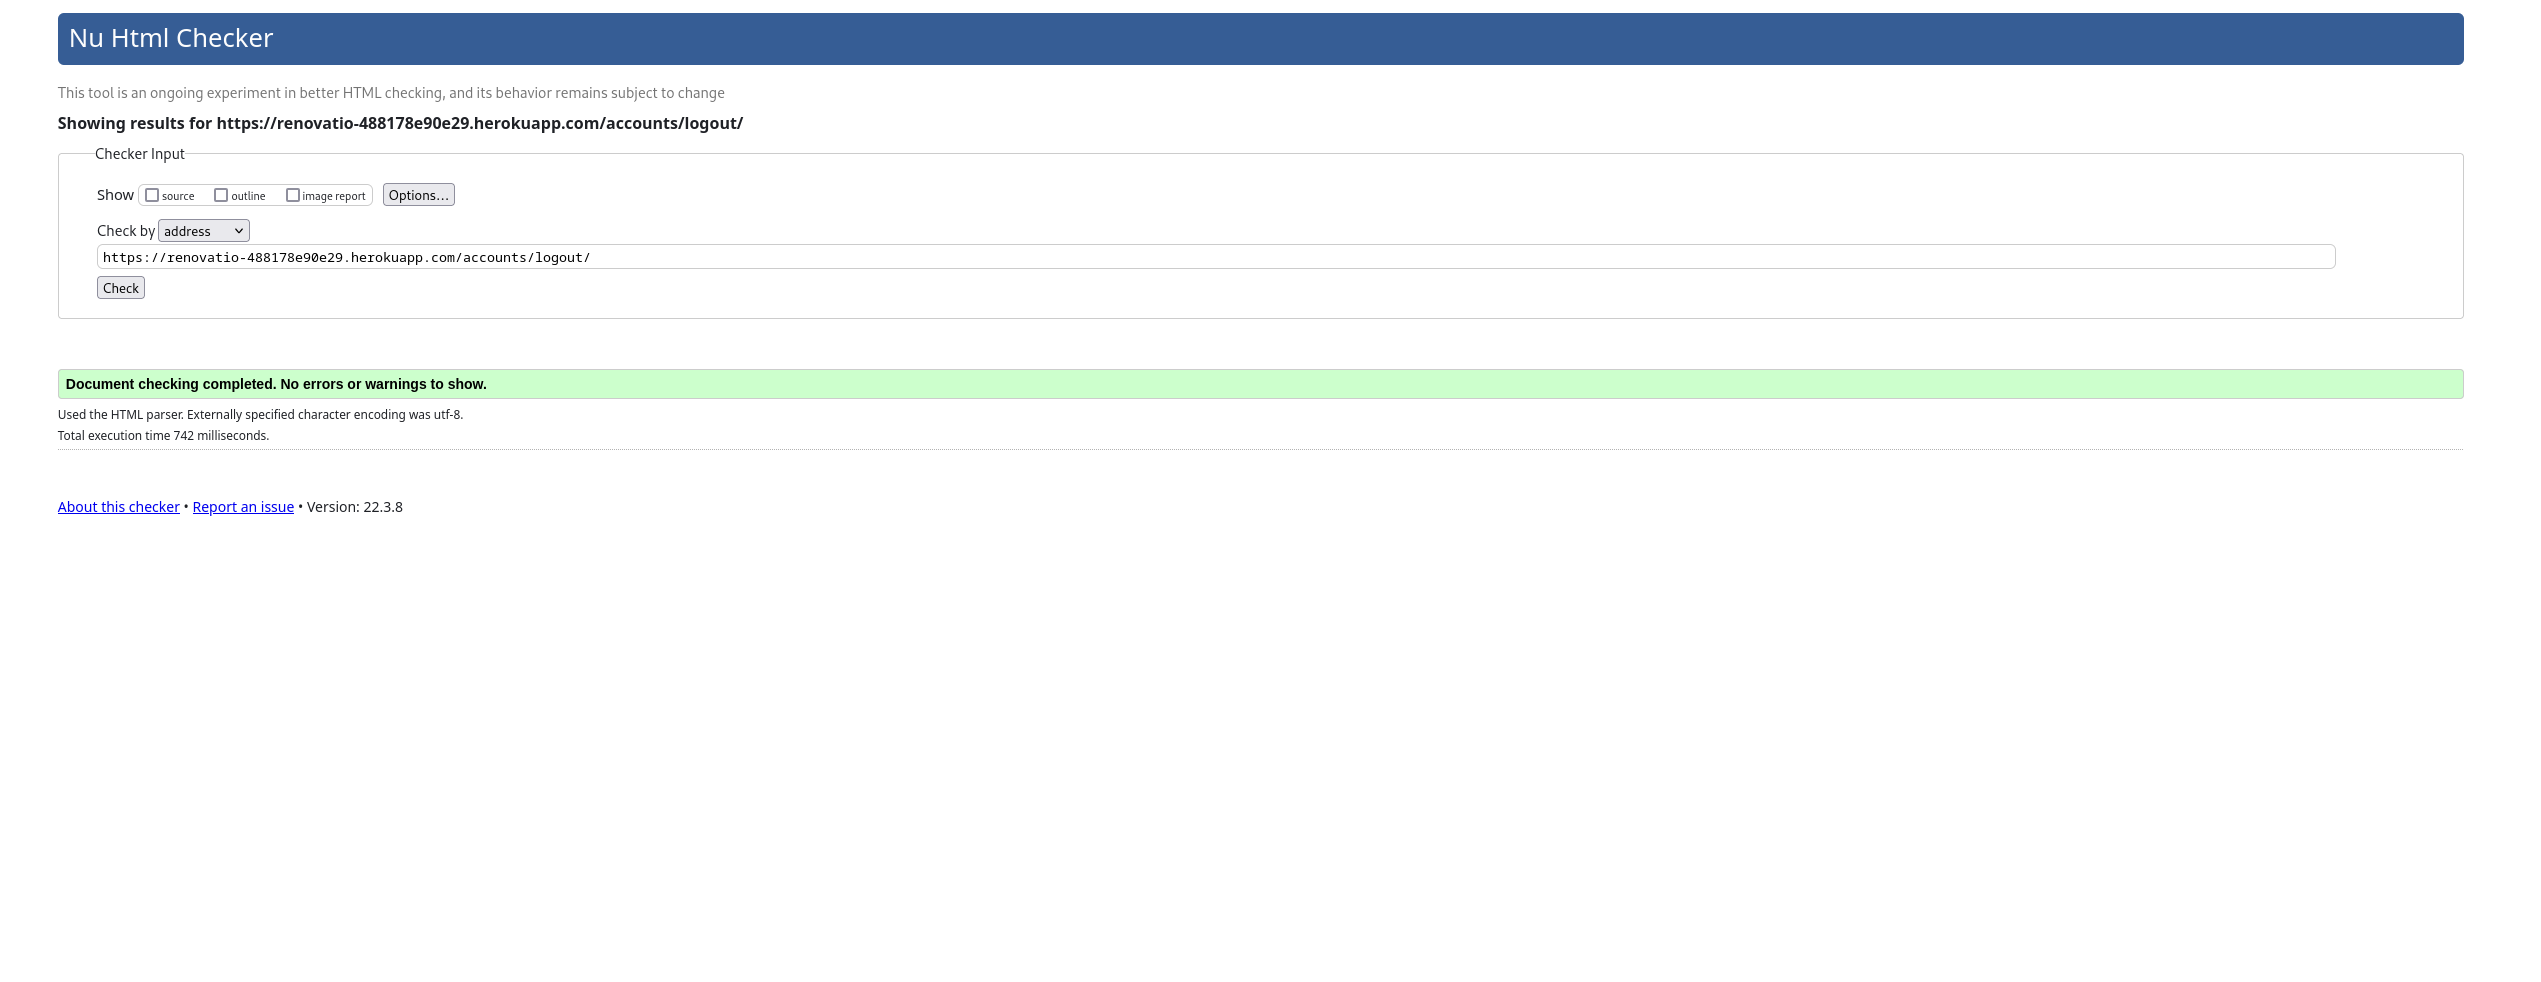 Nu Html Checker
This tool is an ongoing experiment in better HTML checking, and its behavior remains subject to change
Showing results for https://renovatio-488178e90e29.herokuapp.com/accounts/logout/
Checker Input
Show source outline image report Options...
Check by address
https://renovatio-488178e90e29.herokuapp.com/accounts/logout/
Check
Document checking completed. No errors or warnings to show.
Used the HTML parser. Externally specified character encoding was utf-8.
Total execution time 742 milliseconds.
About this checker • Report an issue • Version: 22.3.8